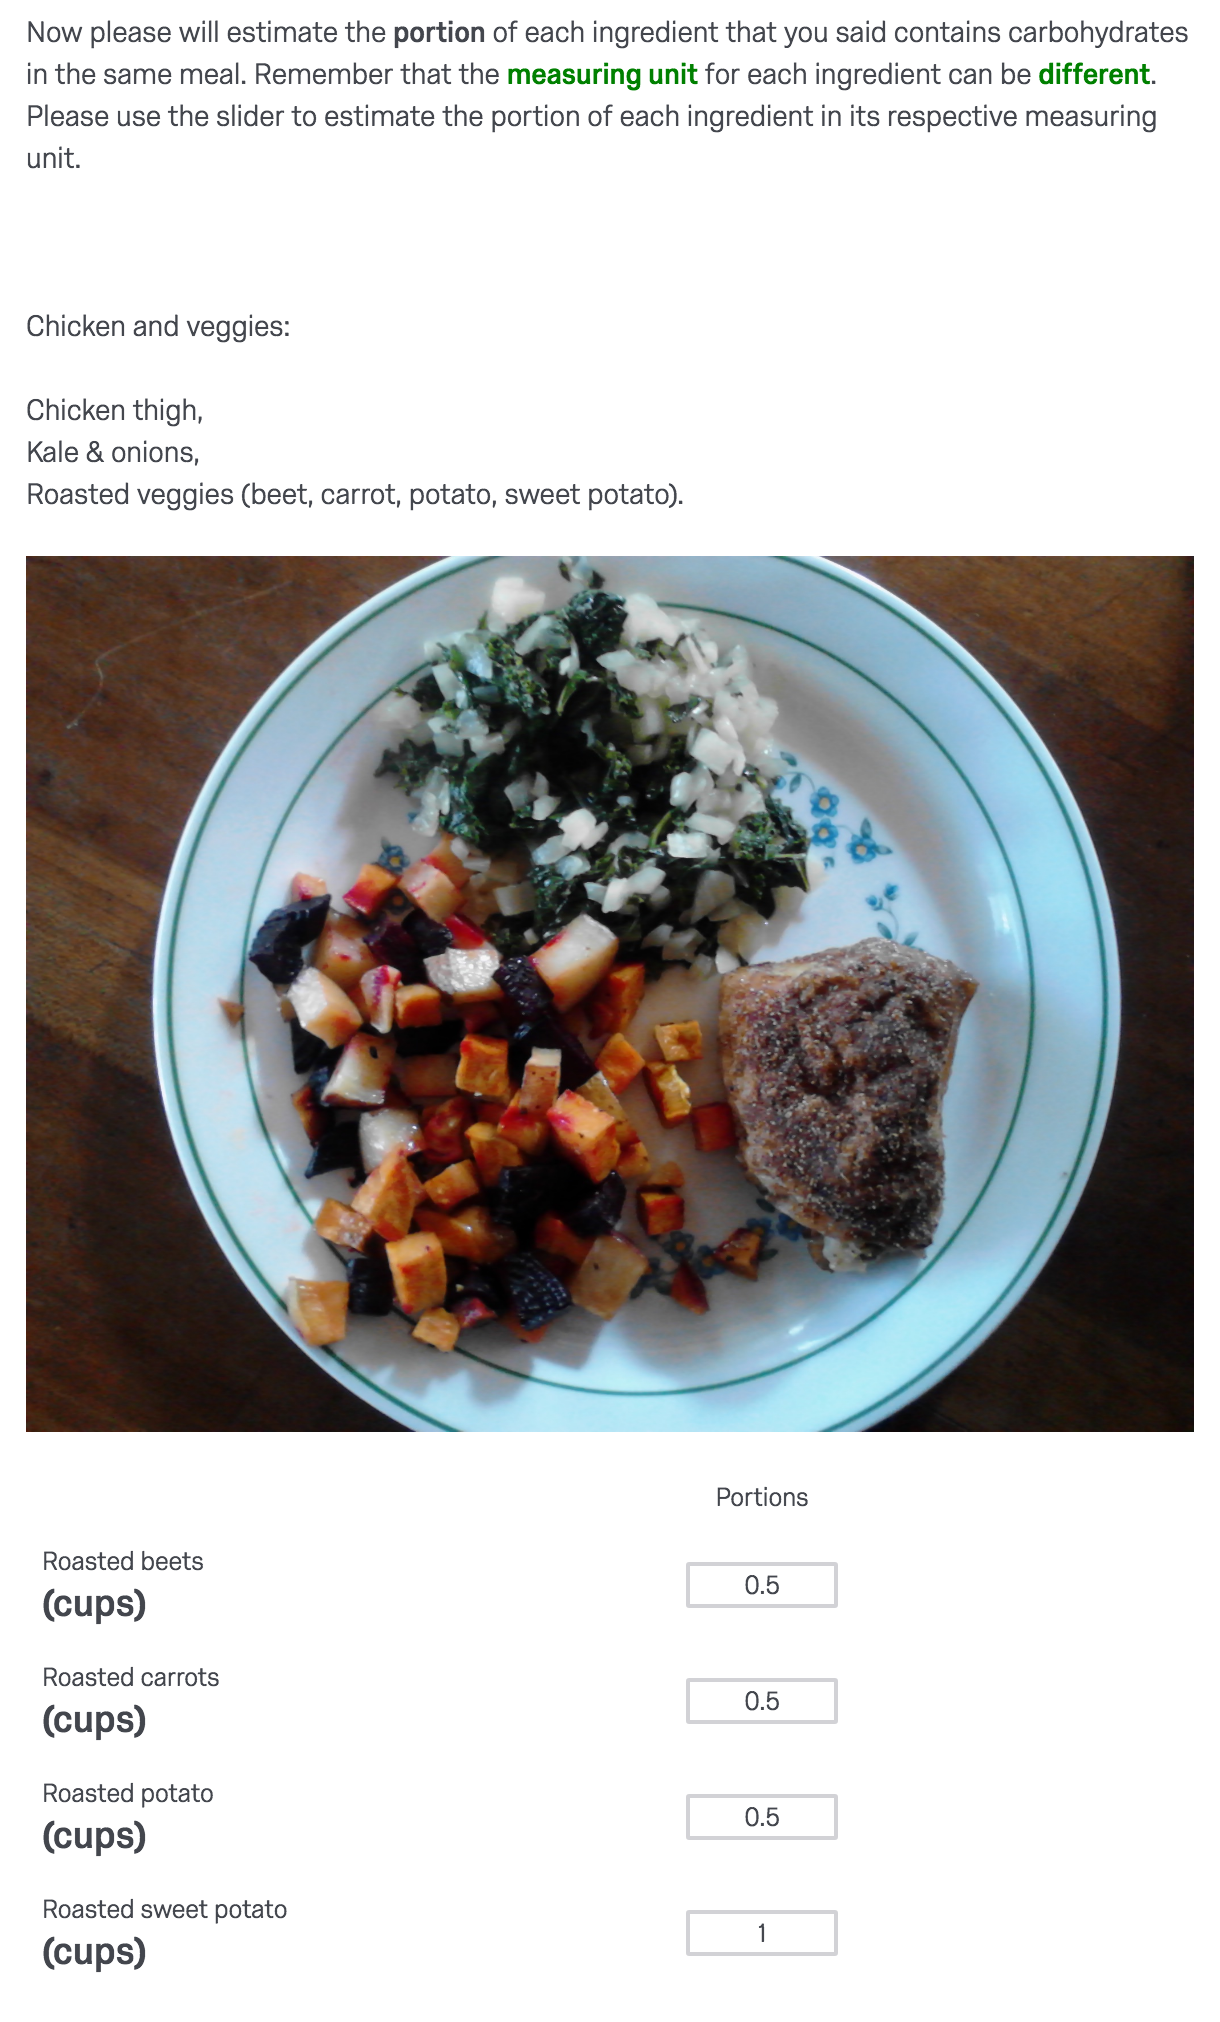 Now please will estimate the portion of each ingredient that you said contains carbohydrates
in the same meal. Remember that the measuring unit for each ingredient can be different.
Please use the slider to estimate the portion of each ingredient in its respective measuring
unit.
Chicken and veggies:
Chicken thigh,
Kale & onions,
Roasted veggies (beet, carrot, potato, sweet potato).
Portions
Roasted beets
(cups)
0.5
Roasted carrots
(cups)
0.5
Roasted potato
(cups)
0.5
Roasted sweet potato
(cups)
1